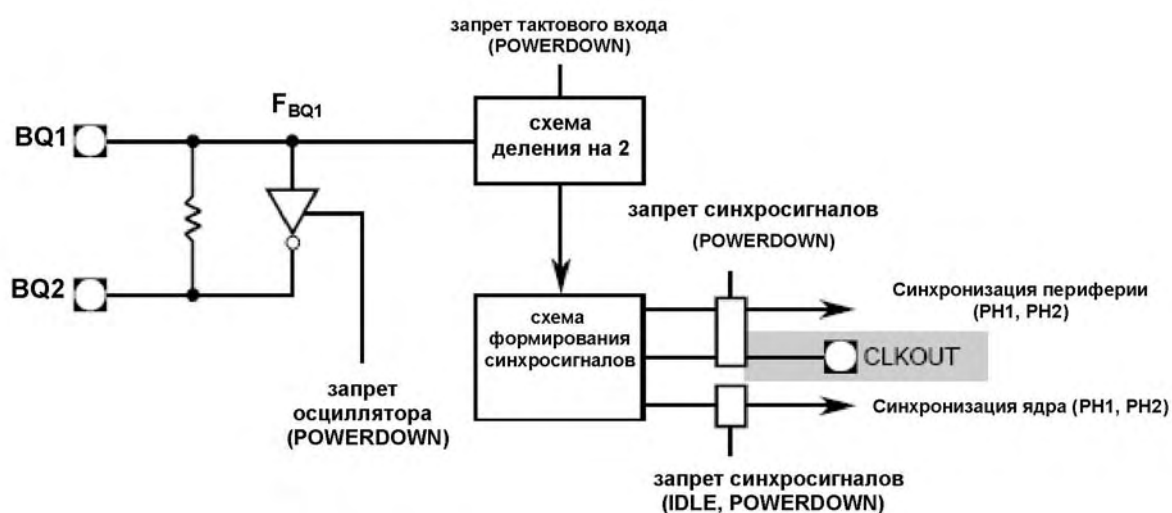 запрет тактового входа
(POWERDOWN)
BQ1
FBQ1
схема
деления на 2
запрет синхросигналов
(POWERDOWN)
BQ2
схема
формирования
синхросигналов
Синхронизация периферии
(PH1, PH2)
CLKOUT
запрет
осциллятора
(POWERDOWN)
Синхронизация ядра (PH1, PH2)
запрет синхросигналов
(IDLE, POWERDOWN)